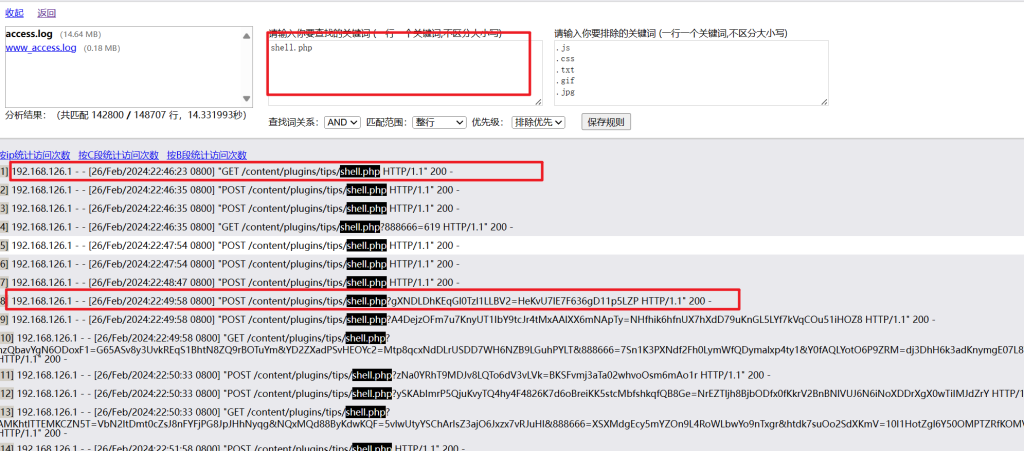 收起 返回
access.log (14.64 MB)
www_access.log (0.18 MB)
请输入你要查找的关键词 (一行一个关键词,不区分大小写)
shell.php
请输入你要排除的关键词 (一行一个关键词,不区分大小写)
.js
.css
.txt
.gif
.jpg
分析结果: (共匹配 142800 / 148707 行，14.331993秒)
查找词关系: AND 匹配范围: 整行 优先级: 排除优先 保存规则
按ip统计访问次数 按C段统计访问次数 按B段统计访问次数
1] 192.168.126.1 - - [26/Feb/2024:22:46:23 0800] "GET /content/plugins/tips/shell.php HTTP/1.1" 200 -
2] 192.168.126.1 - - [26/Feb/2024:22:46:35 0800] "POST /content/plugins/tips/shell.php HTTP/1.1" 200 -
3] 192.168.126.1 - - [26/Feb/2024:22:46:35 0800] "POST /content/plugins/tips/shell.php HTTP/1.1" 200 -
4] 192.168.126.1 - - [26/Feb/2024:22:46:35 0800] "GET /content/plugins/tips/shell.php?888666=619 HTTP/1.1" 200 -
5] 192.168.126.1 - - [26/Feb/2024:22:47:54 0800] "POST /content/plugins/tips/shell.php HTTP/1.1" 200 -
6] 192.168.126.1 - - [26/Feb/2024:22:47:54 0800] "POST /content/plugins/tips/shell.php HTTP/1.1" 200 -
7] 192.168.126.1 - - [26/Feb/2024:22:48:47 0800] "POST /content/plugins/tips/shell.php HTTP/1.1" 200 -
8 192.168.126.1 - - [26/Feb/2024:22:49:58 0800] "POST /content/plugins/tips/shell.php?gXNDLDhKEqGI0TzI1LLBV2=HeKvU7IE7F636gD11p5LZP HTTP/1.1" 200 -
9] 192.168.126.1 - - [26/Feb/2024:22:49:58 0800] "POST /content/plugins/tips/shell.php?A4DejzOFm7u7KnyUT1IbY9tcJr4tMxAAIXX6mNApTy=NHfhik6hfnUX7hXdD79uKnGL5LYf7kVqCOu51iHOZ8 HTTP/1.1" 200 -
10] 192.168.126.1 - - [26/Feb/2024:22:49:58 0800] "GET /content/plugins/tips/shell.php?
nzQbavYgN6ODoxF1=G65ASv8y3UvkREqS1BhtN8ZQ9rBOTuYm&YD2ZXadPSvHEOYc2=Mtp8qcxNdDLrUSDD7WH6NZB9LGuhPYLT&888666=7Sn1K3PXNdf2Fh0LymWfQDymalxp4ty1&Y0fAQLYotO6P9ZRM=dj3DhH6k3adKnymgE07L8
HTTP/1.1" 200 -
11] 192.168.126.1 - - [26/Feb/2024:22:50:33 0800] "POST /content/plugins/tips/shell.php?zNa0YRhT9MDJv8LQTo6dV3vLVk=BKSFvmj3aTa02whvoOsm6mAo1r HTTP/1.1" 200 -
12] 192.168.126.1 - - [26/Feb/2024:22:50:33 0800] "POST /content/plugins/tips/shell.php?ySKAbImrP5QjuKvyTQ4hy4F4826K7d6oBreiKK5stcMbfshkqfQB8Ge=NrEZTIjh8BjbODfx0fKkrV2BnBNIVUJ6N6iNoXDDrXgX0wTiIMJdZrY HTTP/1
13] 192.168.126.1 - - [26/Feb/2024:22:50:33 0800] "GET /content/plugins/tips/shell.php?
AMKhtITTEMKCZN5T=VbN2ItDmt0cZsJ8nFYFjPG8JpJHhNyqg&NQxMQd88ByKdwKQF=5vIwUtyYSChArIsZ3ajO6Jxzx7vRJuHI&888666=XSXMdgEcy5mYZOn9L4RoWLbwYo9nTxgr&htdk7suOo2SdXKmV=10I1HotZgI6Y50OMPTZRfKOMV
HTTP/1.1" 200 -
14] 192.168.126.1 - - [26/Feb/2024:22:51:58 0800] "POST /content/plugins/tips/shell.php HTTP/1.1" 200 -